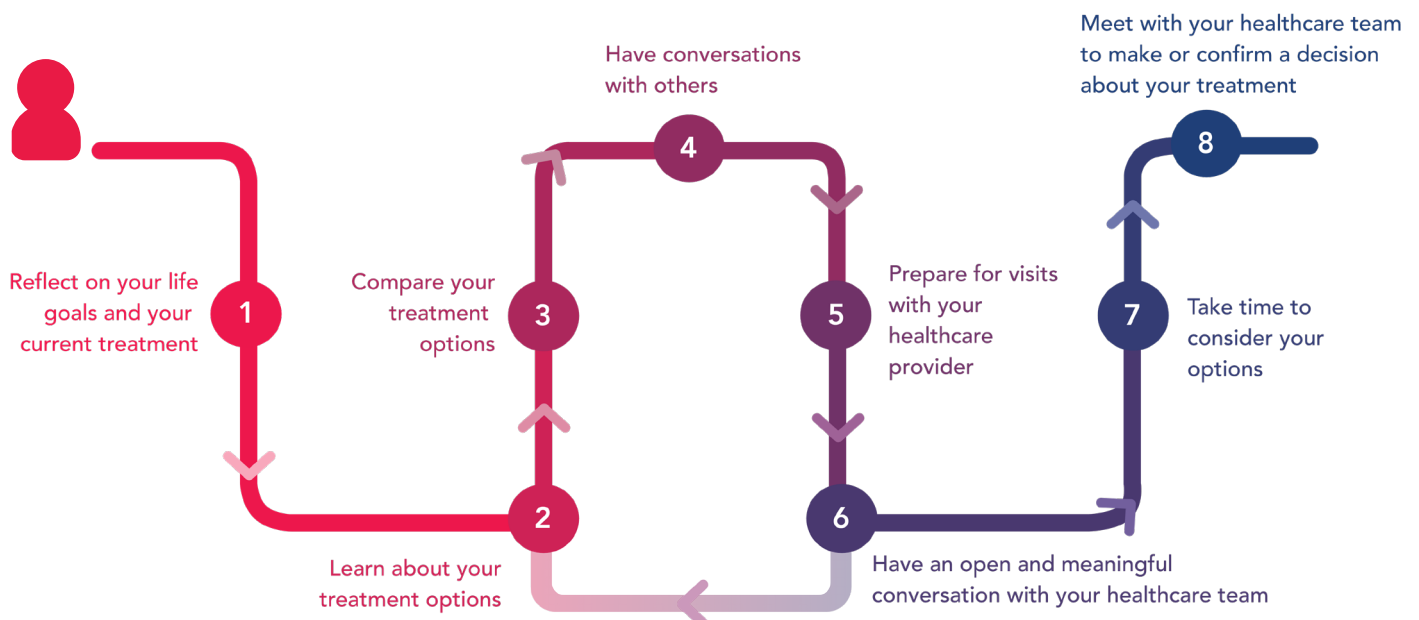 1
Reflect on your life
goals and your
current treatment
2
Learn about your
treatment options
3
Compare your
treatment
options
4
Have conversations
with others
5
Prepare for visits
with your
healthcare
provider
6
Have an open and meaningful
conversation with your healthcare team
7
Take time to
consider your
options
8
Meet with your healthcare team
to make or confirm a decision
about your treatment